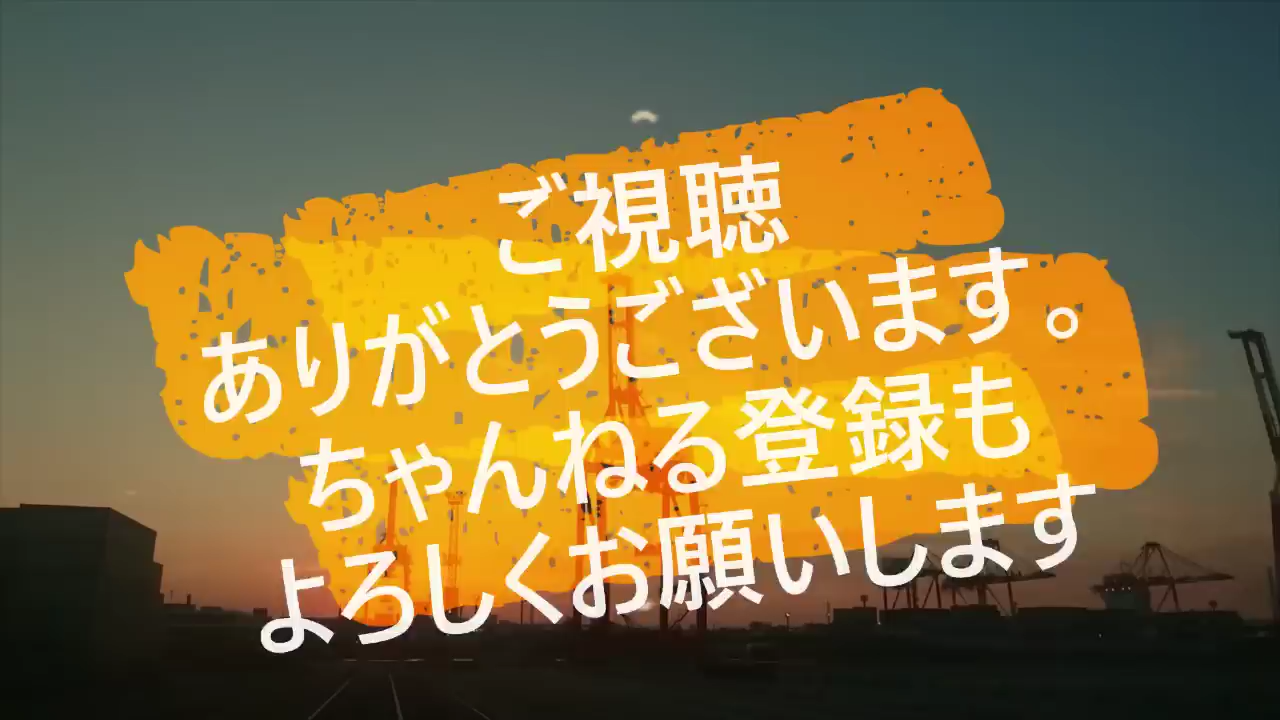 ご視聴
ありがとうございます。
ちゃんねる登録も
よろしくお願いします